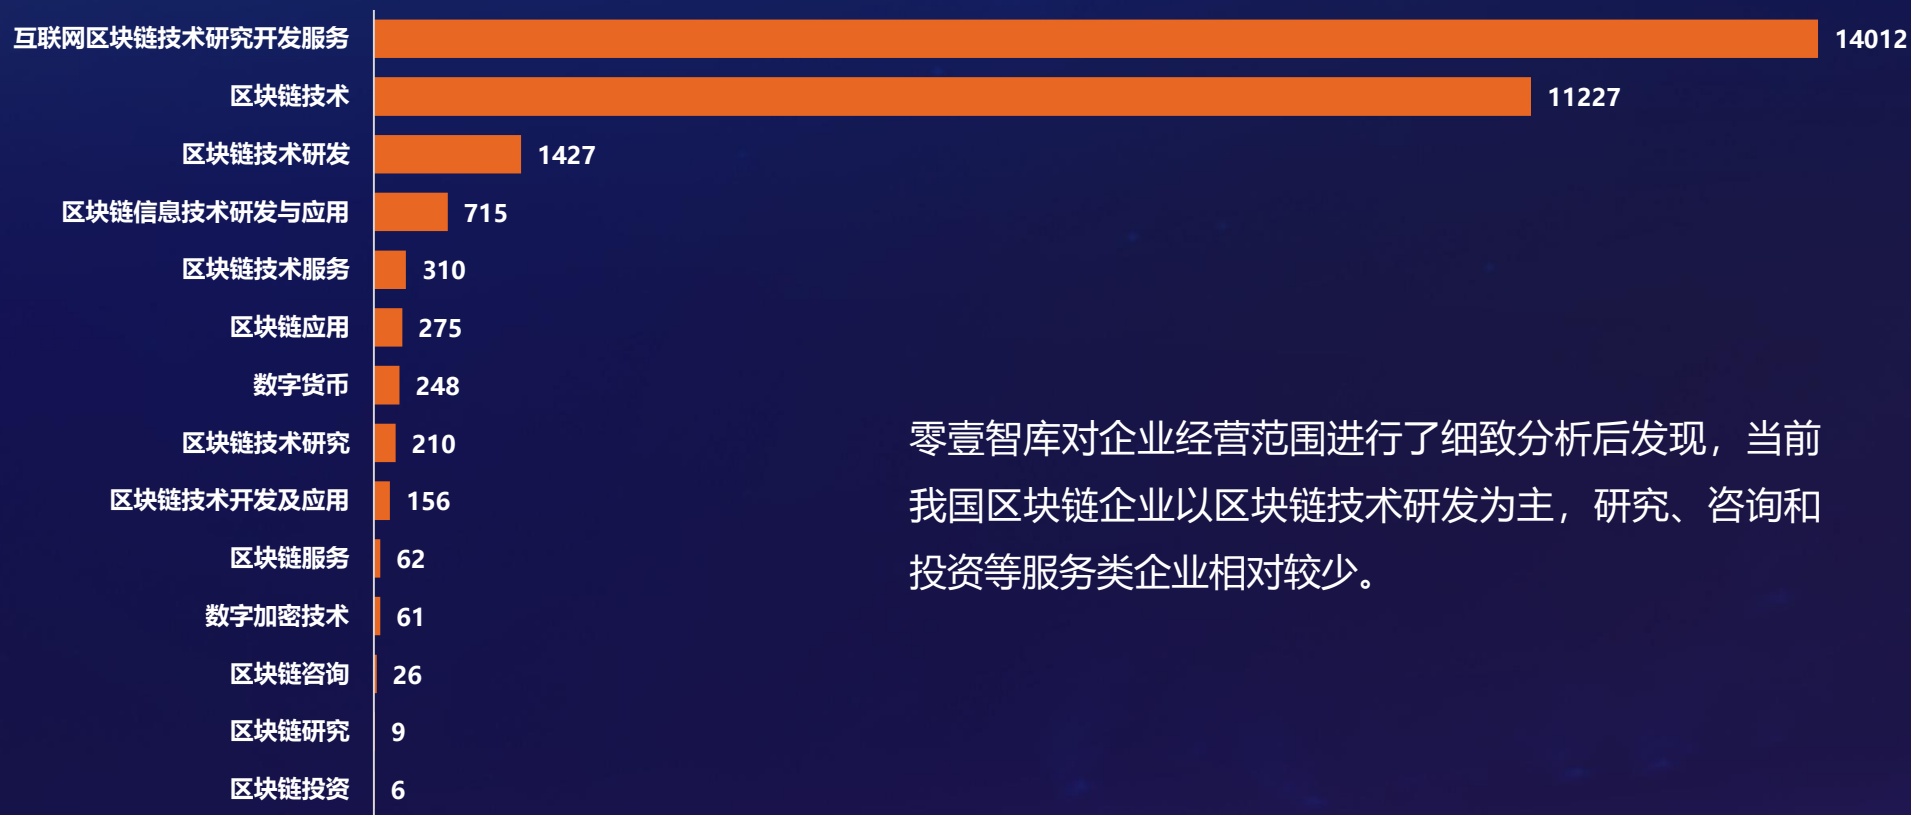 互联网区块链技术研究开发服务 14012
区块链技术 11227
区块链技术研发 1427
区块链信息技术研发与应用 715
区块链技术服务 310
区块链应用 275
数字货币 248
区块链技术研究 210
区块链技术开发及应用 156
区块链服务 62
数字加密技术 61
区块链咨询 26
区块链研究 9
区块链投资 6
零壹智库对企业经营范围进行了细致分析后发现，当前
我国区块链企业以区块链技术研发为主，研究、咨询和
投资等服务类企业相对较少。